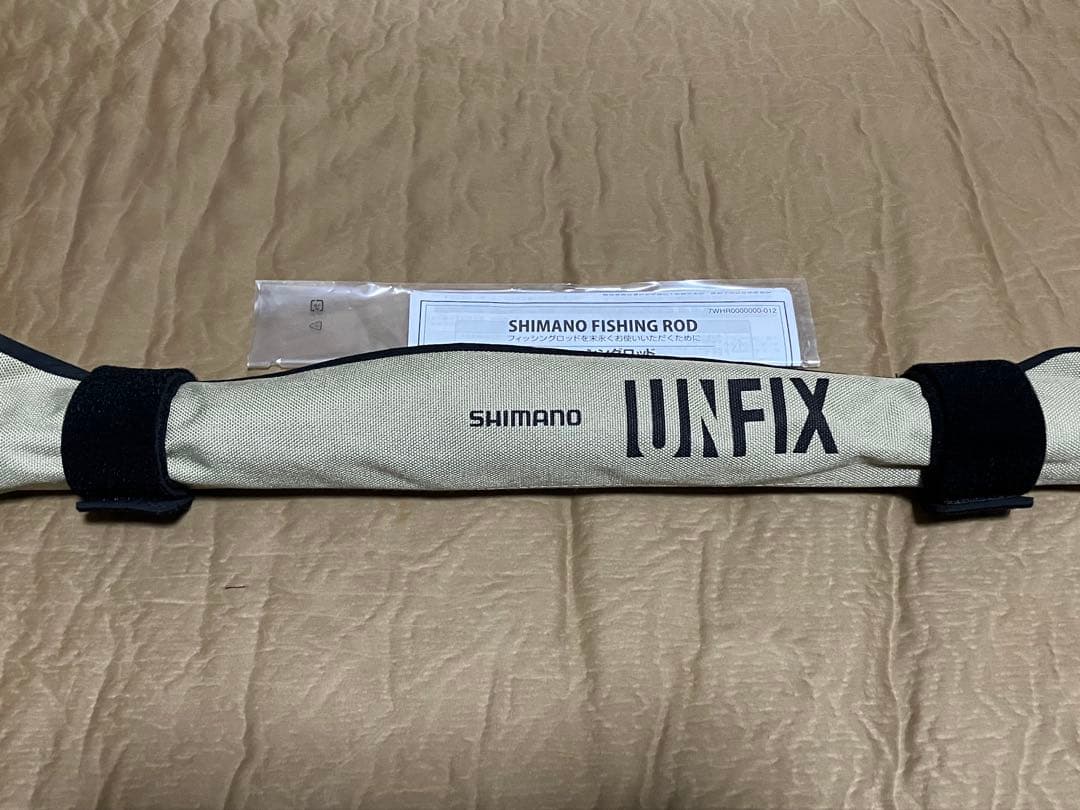 7WHR0000000-012
SHIMANO FISHING ROD
フィッシングロッドを末永くお使いいただくために
SHIMANO UNFIX